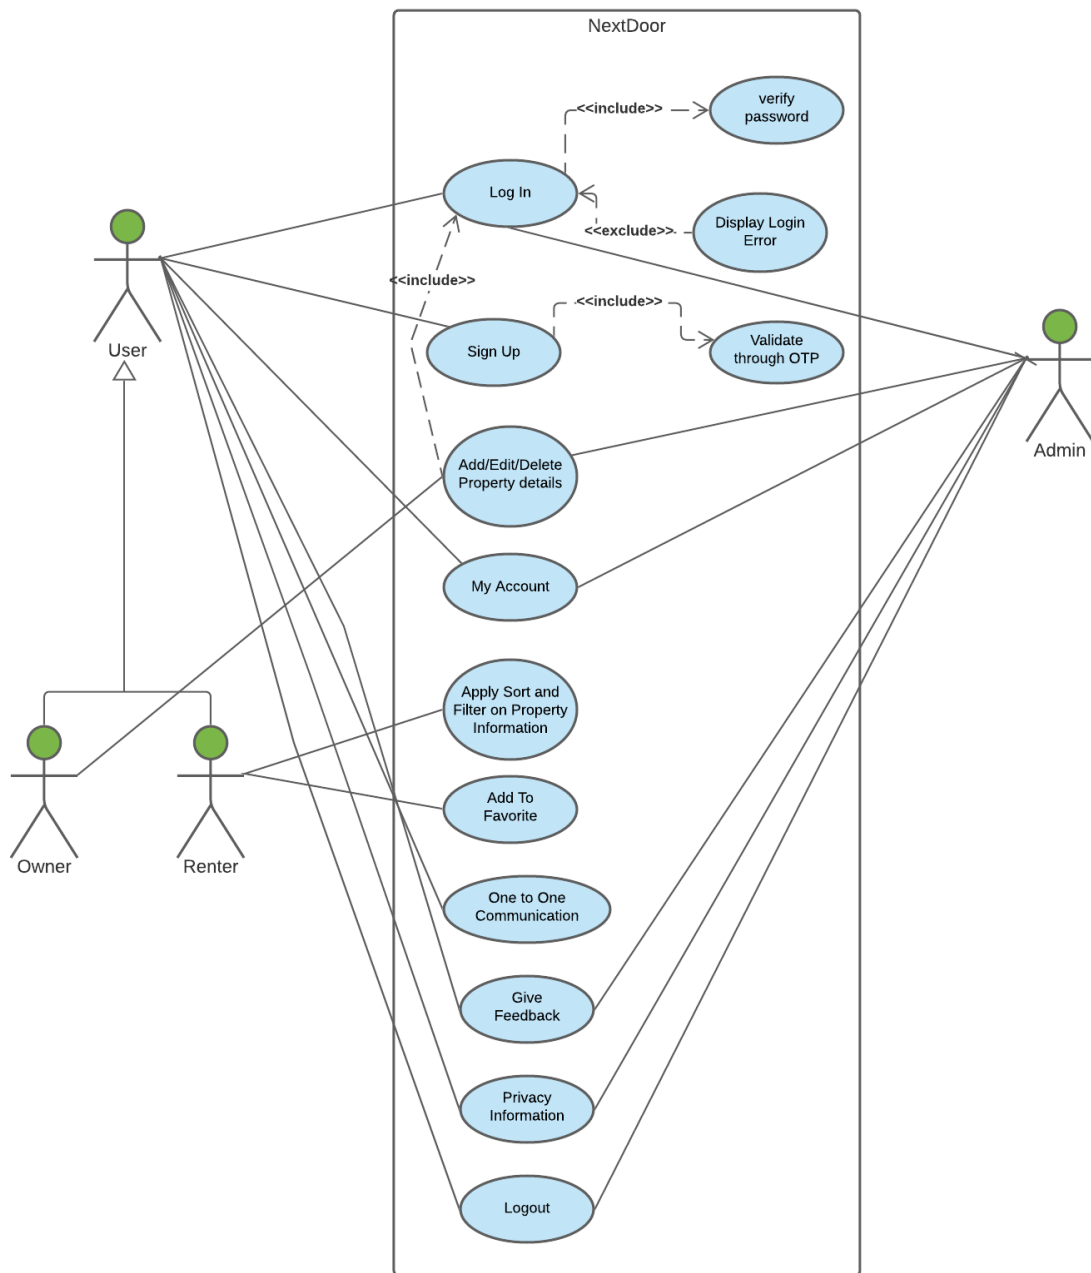 NextDoor
verify
password
<<include>>
Log In
Display Login
Error
<<exclude>>
<<include>>
<<include>>
User
Sign Up
Validate
through OTP
Admin
Add/Edit/Delete
Property details
My Account
Apply Sort and
Filter on Property
Information
Add To
Favorite
Owner
Renter
One to One
Communication
Give
Feedback
Privacy
Information
Logout